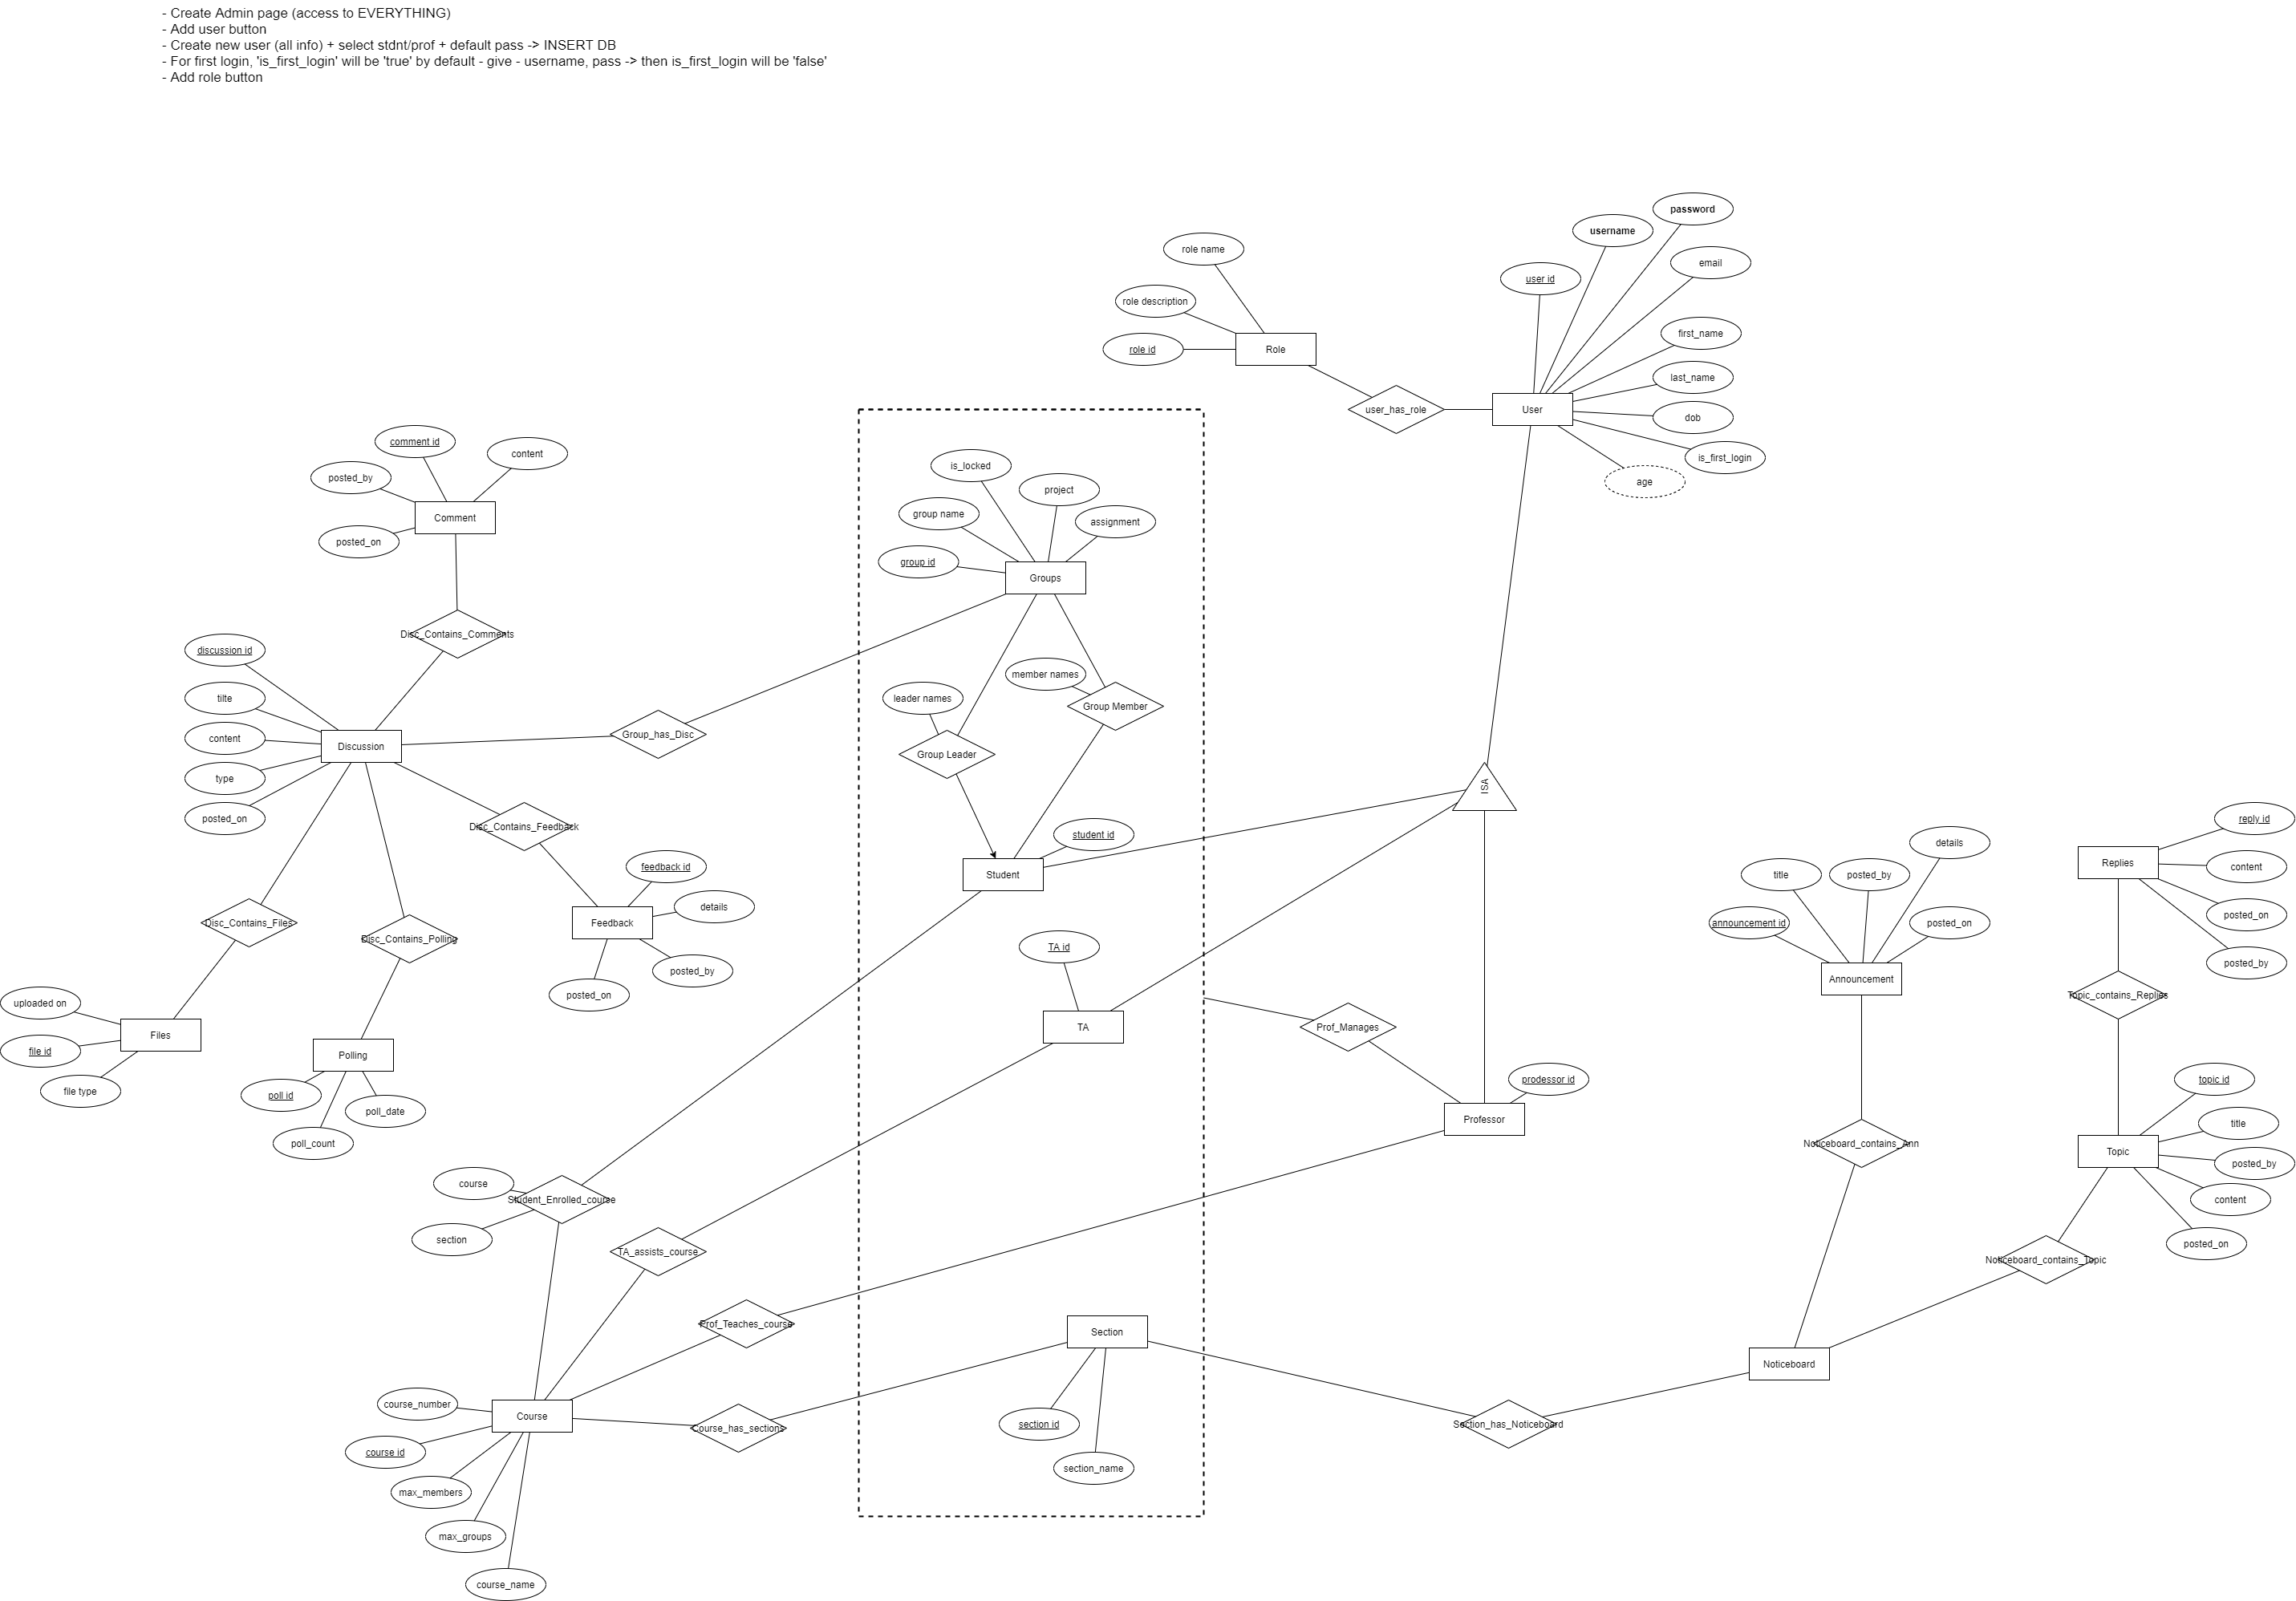 - Create Admin page (access to EVERYTHING)
- Add user button
- Create new user (all info) + select stdnt/prof + default pass -> INSERT DB
- For first login, 'is_first_login' will be 'true' by default - give - username, pass -> then is_first_login will be 'false'
- Add role button
password
username
role name
email
user id
role description
first_name
role id
Role
last_name
user_has_role
User
dob
is_first_login
age
comment id
content
posted_by
Comment
posted_on
is_locked
project
group name
assignment
group id
Groups
Disc_Contains_Comments
discussion id
tilte
content
Discussion
type
posted_on
Group_has_Disc
member names
leader names
Group Member
Group Leader
ISA
Disc_Contains_Feedback
student id
Student
feedback id
details
Feedback
posted_by
posted_on
Disc_Contains_Files
Disc_Contains_Polling
uploaded on
Files
file id
file type
Polling
poll id
poll_date
poll_count
TA id
TA
Prof_Manages
prodessor id
Professor
details
title
posted_by
announcement id
posted_on
Announcement
reply id
Replies
content
posted_on
posted_by
Topic_contains_Replies
topic id
title
Topic
posted_by
content
posted_on
Noticeboard_contains_Ann
Noticeboard_contains_Topic
course
Student_Enrolled_course
section
TA_assists_course
Prof_Teaches_course
Section
Noticeboard
course_number
Course
Course_has_sections
section id
Section_has_Noticeboard
course id
section_name
max_members
max_groups
course_name